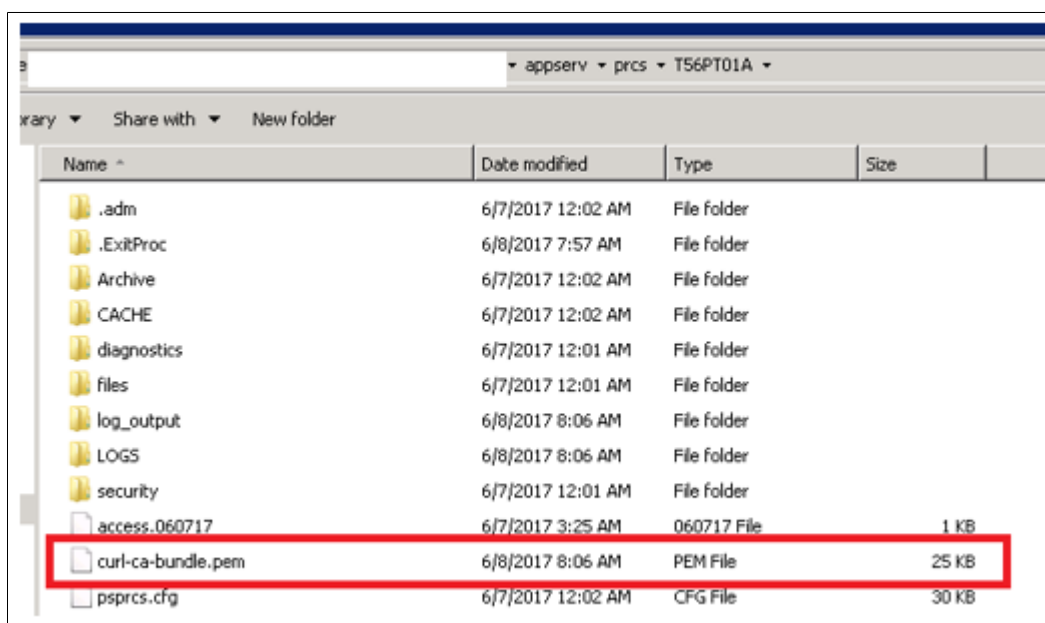 appserv prcs T56PT01A
Share with New folder
Name Date modified Type Size
.adm 6/7/2017 12:02 AM File folder
.ExitProc 6/8/2017 7:57 AM File folder
Archive 6/7/2017 12:02 AM File folder
CACHE 6/7/2017 12:02 AM File folder
diagnostics 6/7/2017 12:01 AM File folder
files 6/7/2017 12:01 AM File folder
log_output 6/8/2017 8:06 AM File folder
LOGS 6/8/2017 8:06 AM File folder
security 6/7/2017 12:01 AM File folder
access.060717 6/7/2017 3:25 AM 060717 File 1 KB
curl-ca-bundle.pem 6/8/2017 8:06 AM PEM File 25 KB
psprcs.cfg 6/7/2017 12:02 AM CFG File 30 KB